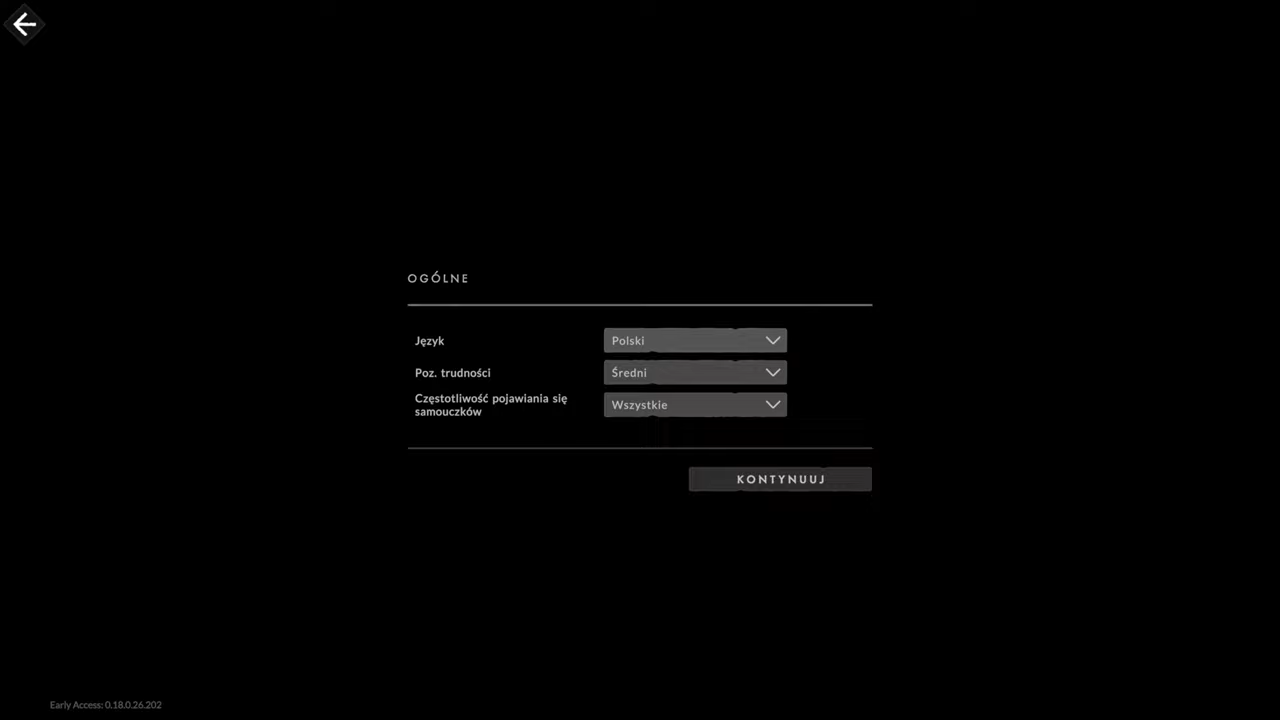 OGÓLNE
Język
Polski
Poz. trudności
Średni
Częstotliwość pojawiania się
samouczków
Wszystkie
KONTYNUUJ
Early Access: 0.18.0.26.202